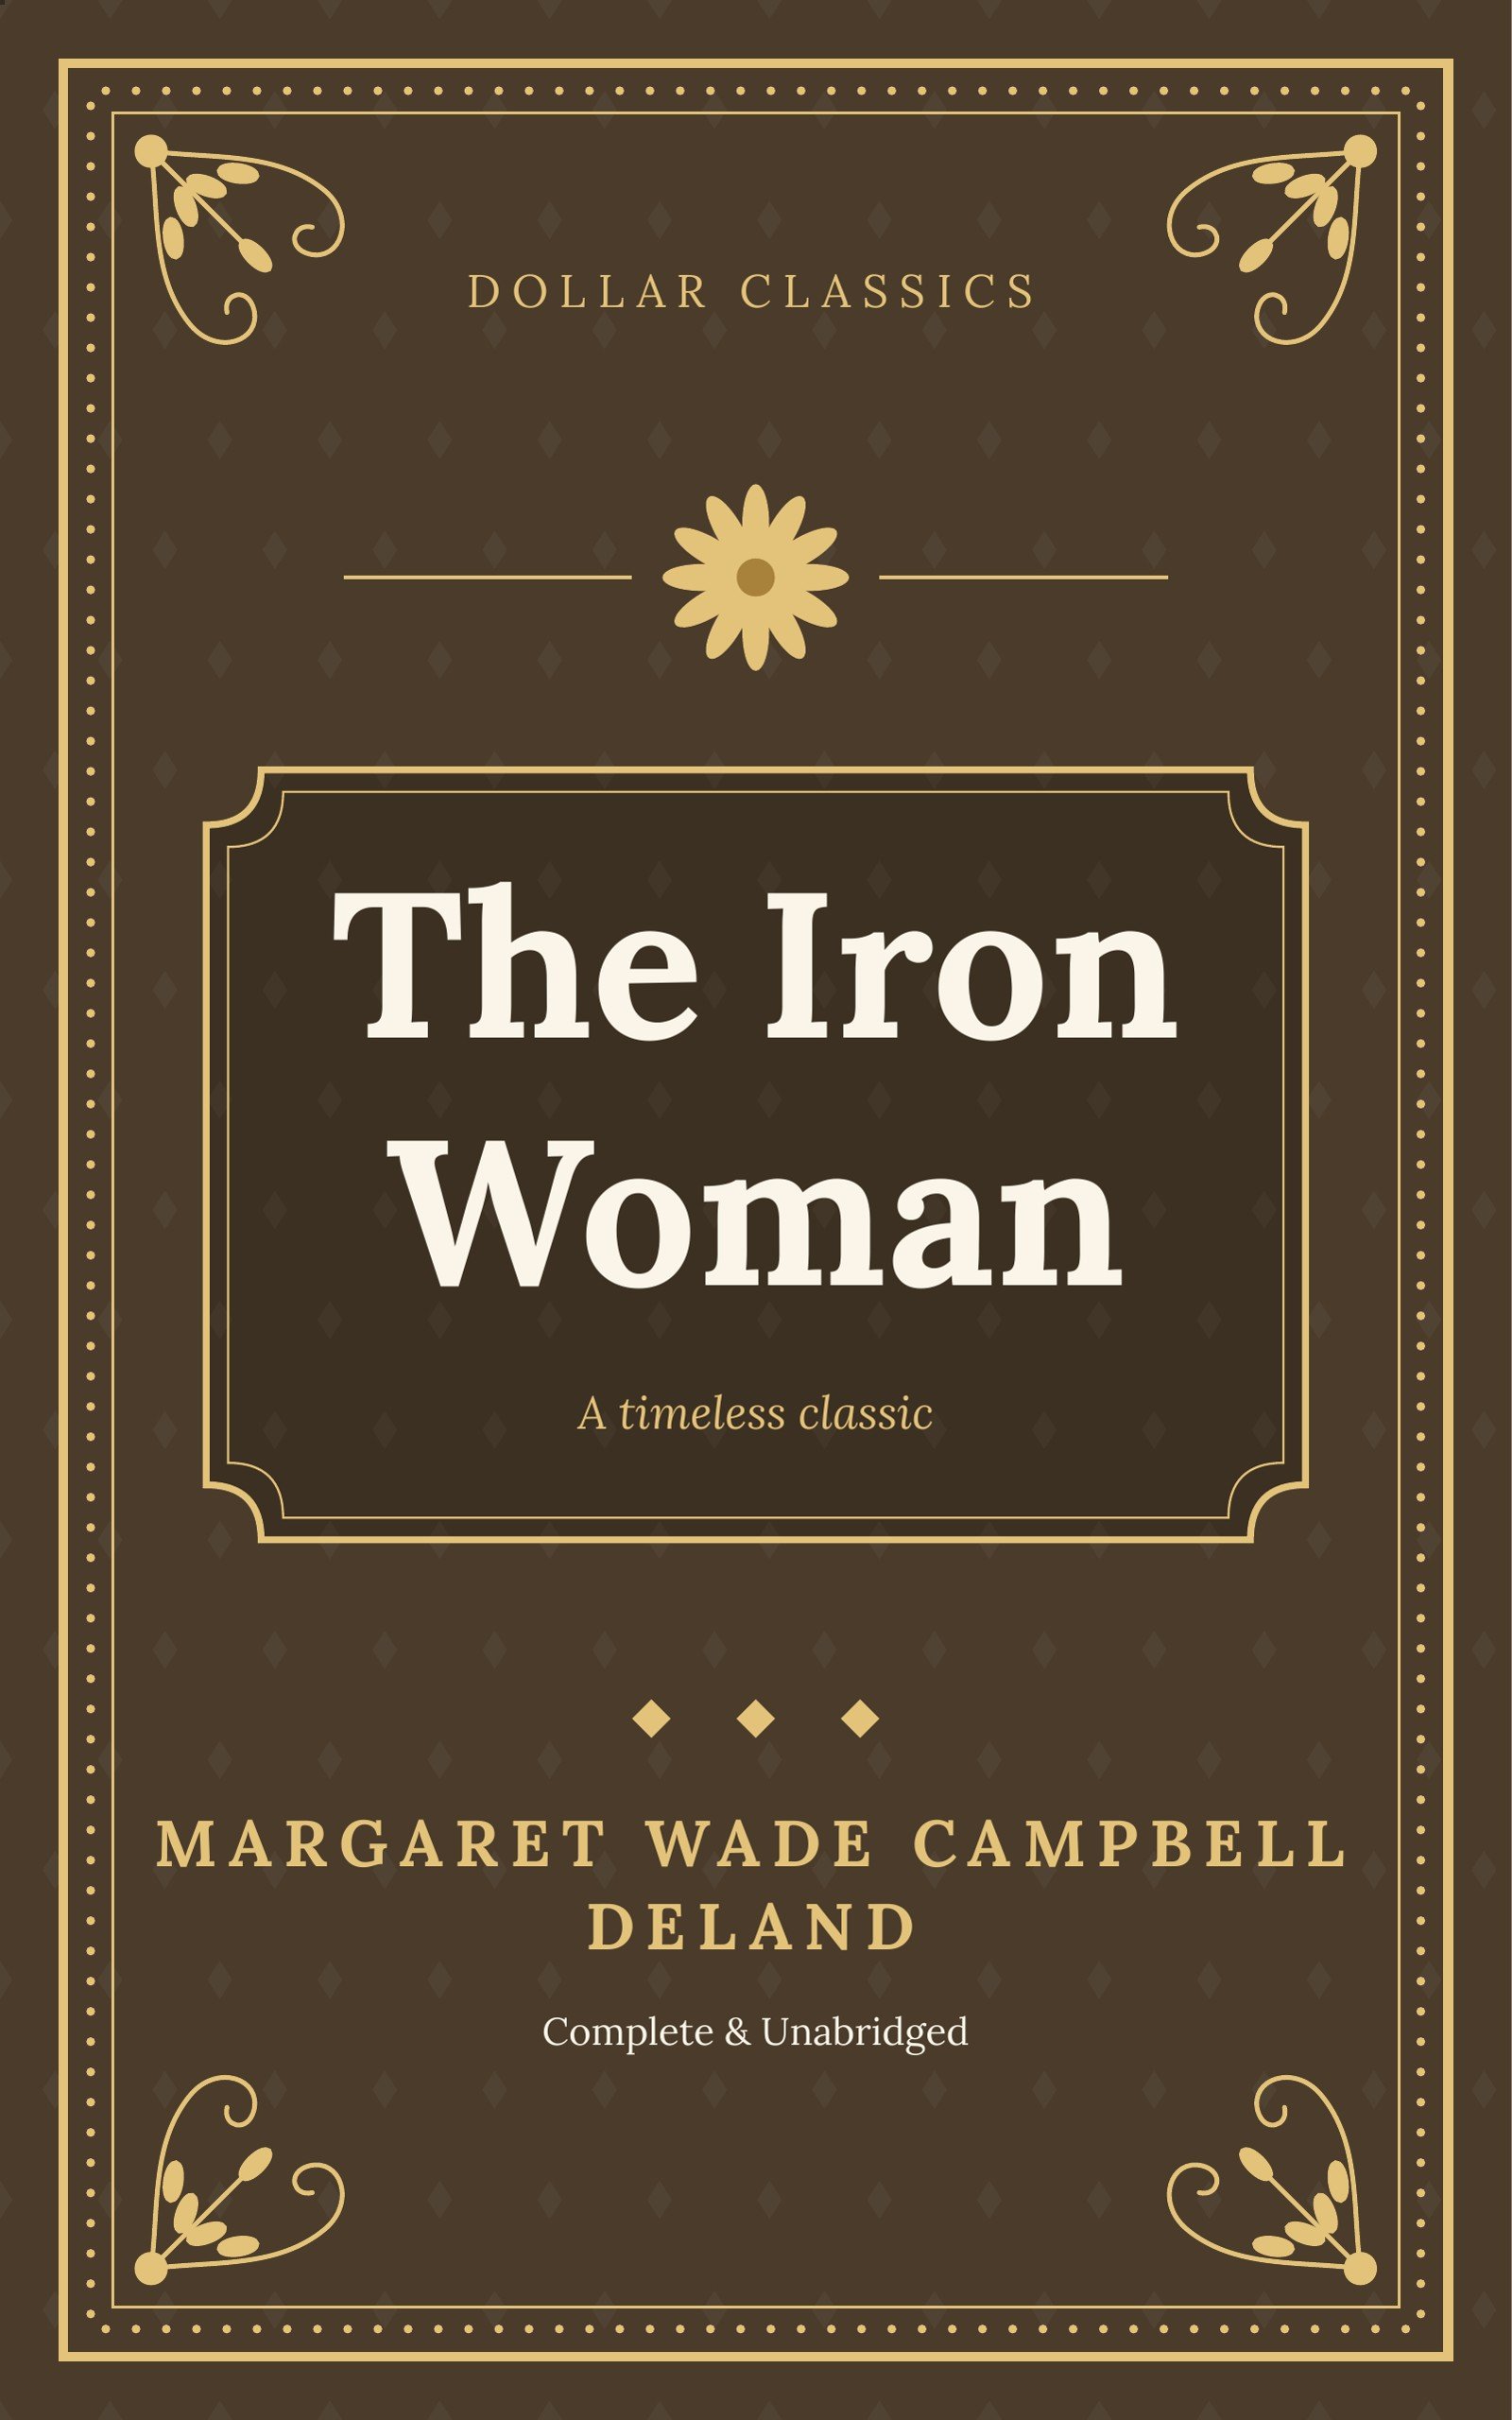 DOLLAR CLASSICS
The Iron
Woman
A timeless classic
MARGARET WADE CAMPBELL
DELAND
Complete & Unabridged